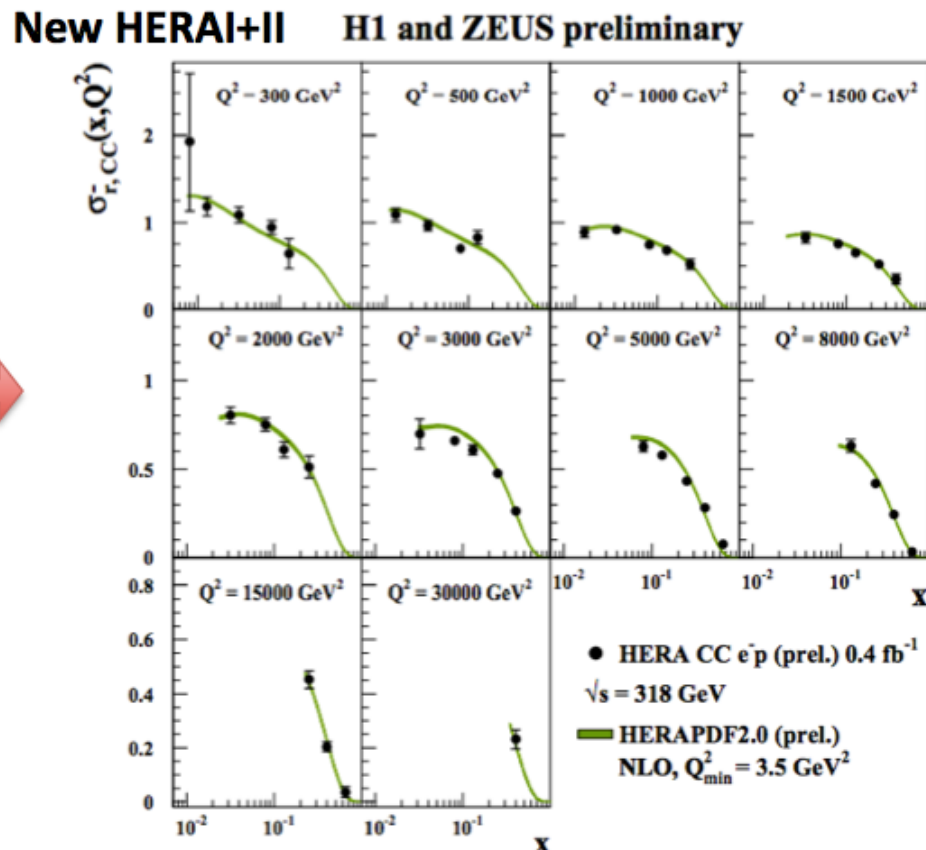 New HERAI+II
H1 and ZEUS preliminary
σ⁻r,CC(x,Q²)
Q² = 300 GeV²
Q² = 500 GeV²
Q² = 1000 GeV²
Q² = 1500 GeV²
2
1
0
Q² = 2000 GeV²
Q² = 3000 GeV²
Q² = 5000 GeV²
Q² = 8000 GeV²
1
0.5
0
10⁻² 10⁻¹ 10⁻² 10⁻¹
x
Q² = 15000 GeV²
Q² = 30000 GeV²
0.8
0.6
0.4
0.2
0
10⁻² 10⁻¹ 10⁻² 10⁻¹
x
HERA CC e⁻p (prel.) 0.4 fb⁻¹
√s = 318 GeV
HERAPDF2.0 (prel.)
NLO, Q²min = 3.5 GeV²